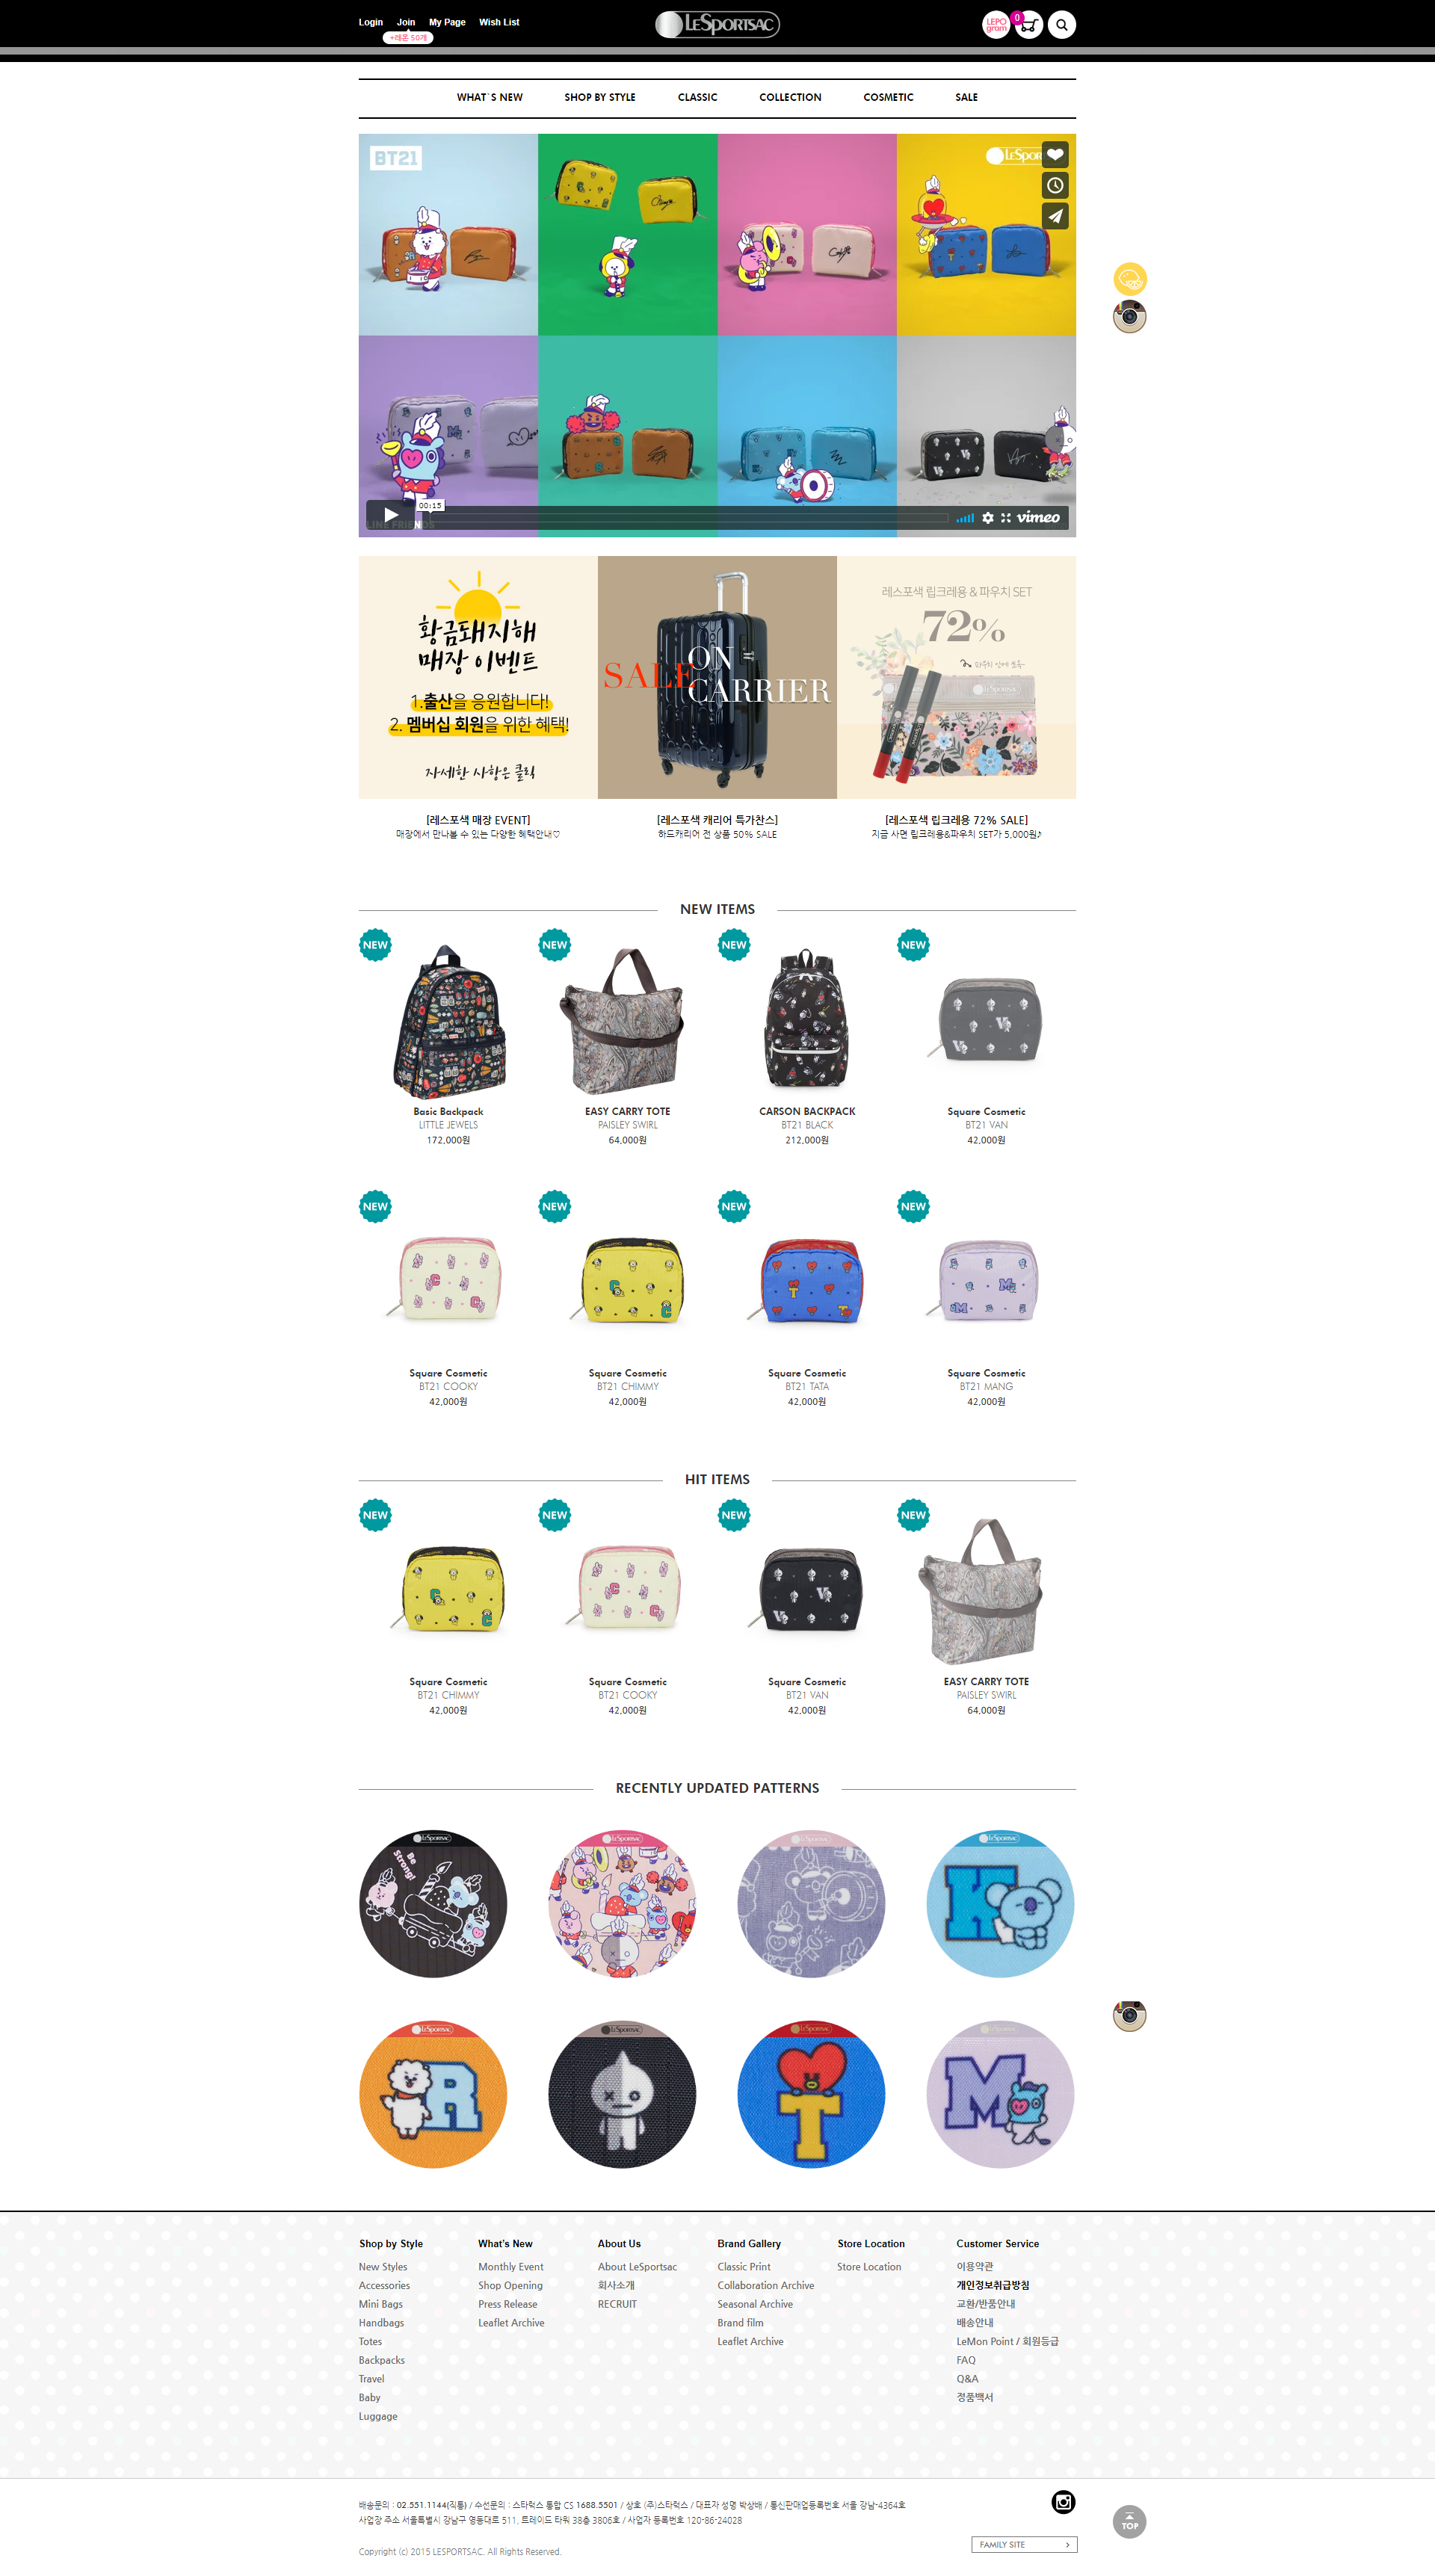 Login Join My Page Wish List
+레몬 50개
LESPORTSAC
LEPO gram
0
WHAT`S NEW SHOP BY STYLE CLASSIC COLLECTION COSMETIC SALE
BT21
LESPOR
00:15
LINE FRIENDS
vimeo
황금돼지해
매장 이벤트
1.출산을 응원합니다!
2. 멤버십 회원을 위한 혜택!
자세한 사항은 클릭
SALE ON CARRIER
레스포색 립크레용 & 파우치 SET
72%
LESPORTSAC
[레스포색 매장 EVENT]
매장에서 만나볼 수 있는 다양한 혜택안내♡
[레스포색 캐리어 특가찬스]
하드캐리어 전 상품 50% SALE
[레스포색 립크레용 72% SALE]
지금 사면 립크레용&파우치 SET가 5,000원♪
NEW ITEMS
NEW NEW NEW NEW
Basic Backpack
LITTLE JEWELS
172,000원
EASY CARRY TOTE
PAISLEY SWIRL
64,000원
CARSON BACKPACK
BT21 BLACK
212,000원
Square Cosmetic
BT21 VAN
42,000원
NEW NEW NEW NEW
Square Cosmetic
BT21 COOKY
42,000원
Square Cosmetic
BT21 CHIMMY
42,000원
Square Cosmetic
BT21 TATA
42,000원
Square Cosmetic
BT21 MANG
42,000원
HIT ITEMS
NEW NEW NEW NEW
Square Cosmetic
BT21 CHIMMY
42,000원
Square Cosmetic
BT21 COOKY
42,000원
Square Cosmetic
BT21 VAN
42,000원
EASY CARRY TOTE
PAISLEY SWIRL
64,000원
RECENTLY UPDATED PATTERNS
LESPORTSAC LESPORTSAC LESPORTSAC LESPORTSAC
Be Strong!
K
LESPORTSAC LESPORTSAC LESPORTSAC LESPORTSAC
R T M
Shop by Style
New Styles
Accessories
Mini Bags
Handbags
Totes
Backpacks
Travel
Baby
Luggage
What's New
Monthly Event
Shop Opening
Press Release
Leaflet Archive
About Us
About LeSportsac
회사소개
RECRUIT
Brand Gallery
Classic Print
Collaboration Archive
Seasonal Archive
Brand film
Leaflet Archive
Store Location
Store Location
Customer Service
이용약관
개인정보취급방침
교환/반품안내
배송안내
LeMon Point / 회원등급
FAQ
Q&A
정품백서
배송문의 : 02.551.1144(직통) / 수선문의 : 스타럭스 통합 CS 1688.5501 / 상호 (주)스타럭스 / 대표자 성명 박상배 / 통신판매업등록번호 서울 강남-4364호
사업장 주소 서울특별시 강남구 영동대로 511, 트레이드 타워 38층 3806호 / 사업자 등록번호 120-86-24028
Copyright (c) 2015 LESPORTSAC. All Rights Reserved.
FAMILY SITE
TOP